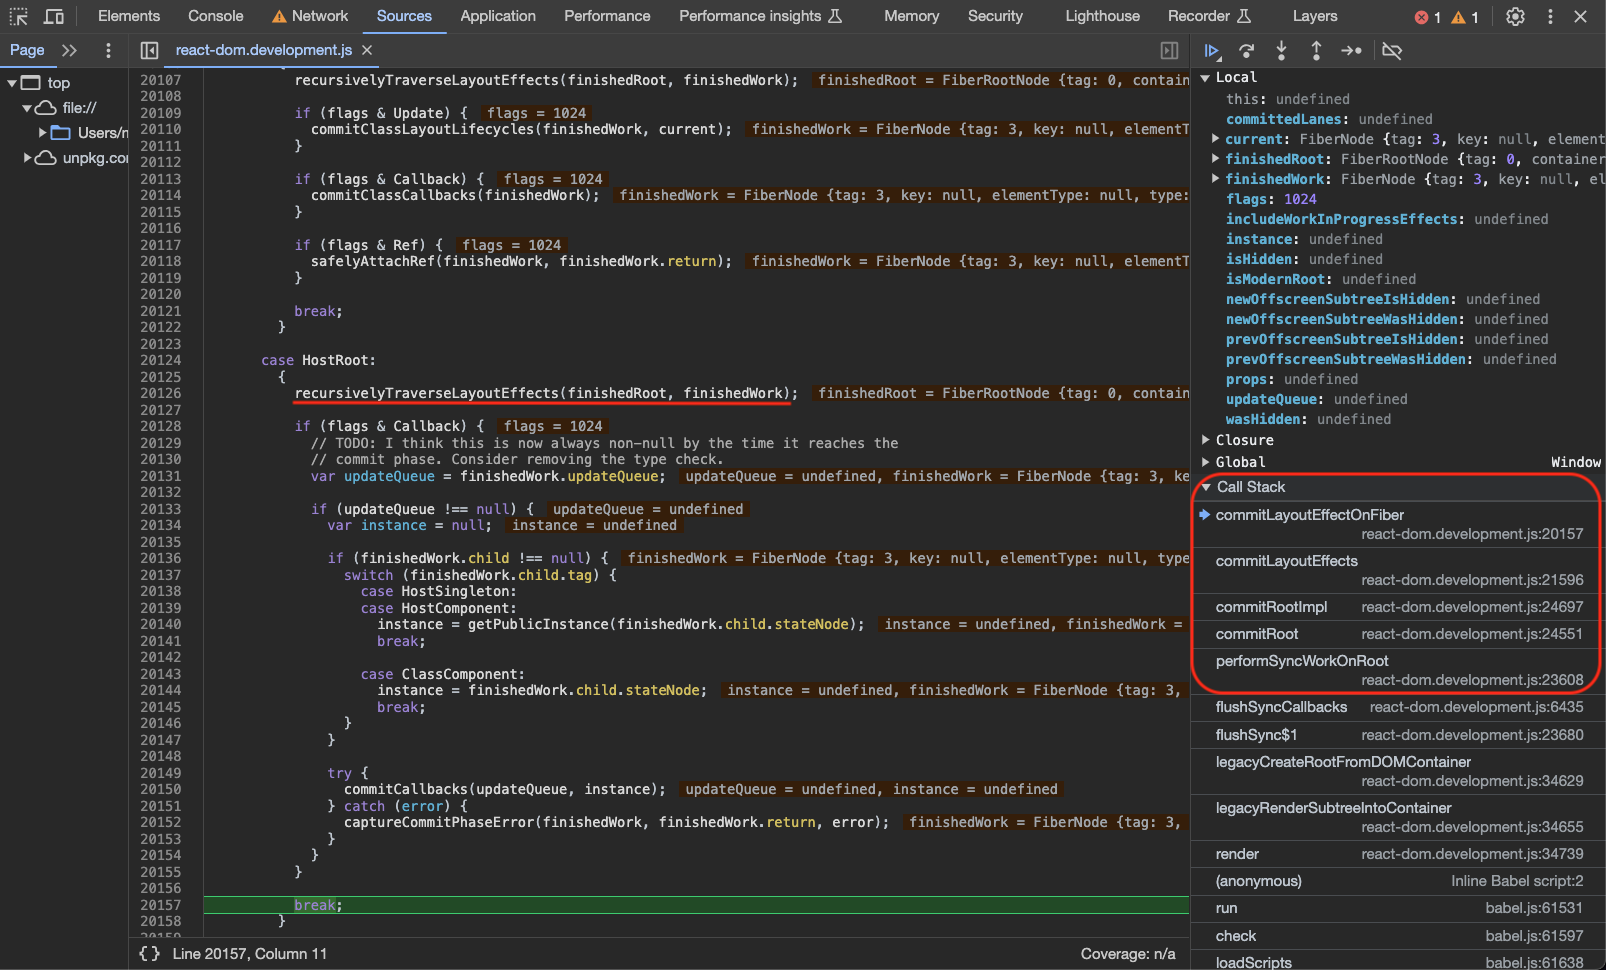 Elements Console Network Sources Application Performance Performance insights Memory Security Lighthouse Recorder Layers 1 1
Page react-dom.development.js
top
file://
Users/
unpkg.co
20107 recursivelyTraverseLayoutEffects(finishedRoot, finishedWork); finishedRoot = FiberRootNode {tag: 0, contain
20108
20109 if (flags & Update) { flags = 1024
20110 commitClassLayoutLifecycles(finishedWork, current); finishedWork = FiberNode {tag: 3, key: null, elementT
20111 }
20112
20113 if (flags & Callback) { flags = 1024
20114 commitClassCallbacks(finishedWork); finishedWork = FiberNode {tag: 3, key: null, elementType: null, type:
20115 }
20116
20117 if (flags & Ref) { flags = 1024
20118 safelyAttachRef(finishedWork, finishedWork.return); finishedWork = FiberNode {tag: 3, key: null, elementT
20119 }
20120
20121 break;
20122 }
20123
20124 case HostRoot:
20125 {
20126 recursivelyTraverseLayoutEffects(finishedRoot, finishedWork); finishedRoot = FiberRootNode {tag: 0, contain
20127
20128 if (flags & Callback) { flags = 1024
20129 // TODO: I think this is now always non-null by the time it reaches the
20130 // commit phase. Consider removing the type check.
20131 var updateQueue = finishedWork.updateQueue; updateQueue = undefined, finishedWork = FiberNode {tag: 3, ke
20132
20133 if (updateQueue !== null) { updateQueue = undefined
20134 var instance = null; instance = undefined
20135
20136 if (finishedWork.child !== null) { finishedWork = FiberNode {tag: 3, key: null, elementType: null, type
20137 switch (finishedWork.child.tag) {
20138 case HostSingleton:
20139 case HostComponent:
20140 instance = getPublicInstance(finishedWork.child.stateNode); instance = undefined, finishedWork =
20141 break;
20142
20143 case ClassComponent:
20144 instance = finishedWork.child.stateNode; instance = undefined, finishedWork = FiberNode {tag: 3,
20145 break;
20146 }
20147 }
20148
20149 try {
20150 commitCallbacks(updateQueue, instance); updateQueue = undefined, instance = undefined
20151 } catch (error) {
20152 captureCommitPhaseError(finishedWork, finishedWork.return, error); finishedWork = FiberNode {tag: 3,
20153 }
20154 }
20155 }
20156
20157 break;
20158 }
{ } Line 20157, Column 11 Coverage: n/a
Local
this: undefined
committedLanes: undefined
current: FiberNode {tag: 3, key: null, element
finishedRoot: FiberRootNode {tag: 0, container
finishedWork: FiberNode {tag: 3, key: null, el
flags: 1024
includeWorkInProgressEffects: undefined
instance: undefined
isHidden: undefined
isModernRoot: undefined
newOffscreenSubtreeIsHidden: undefined
newOffscreenSubtreeWasHidden: undefined
prevOffscreenSubtreeIsHidden: undefined
prevOffscreenSubtreeWasHidden: undefined
props: undefined
updateQueue: undefined
wasHidden: undefined
Closure
Global Window
Call Stack
commitLayoutEffectOnFiber
react-dom.development.js:20157
commitLayoutEffects
react-dom.development.js:21596
commitRootImpl react-dom.development.js:24697
commitRoot react-dom.development.js:24551
performSyncWorkOnRoot
react-dom.development.js:23608
flushSyncCallbacks react-dom.development.js:6435
flushSync$1 react-dom.development.js:23680
legacyCreateRootFromDOMContainer
react-dom.development.js:34629
legacyRenderSubtreeIntoContainer
react-dom.development.js:34655
render react-dom.development.js:34739
(anonymous) Inline Babel script:2
run babel.js:61531
check babel.js:61597
loadScripts babel.js:61638